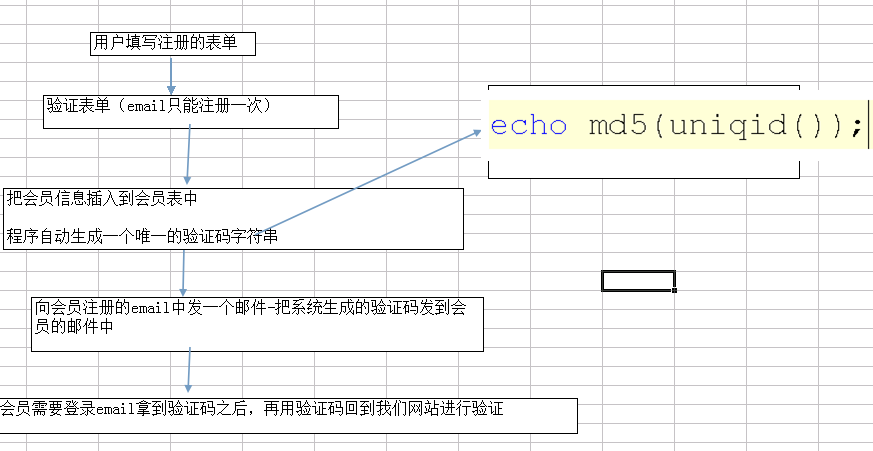 用户填写注册的表单
验证表单（email只能注册一次）
echo md5(uniqid());
把会员信息插入到会员表中
程序自动生成一个唯一的验证码字符串
向会员注册的email中发一个邮件-把系统生成的验证码发到会
员的邮件中
会员需要登录email拿到验证码之后，再用验证码回到我们网站进行验证